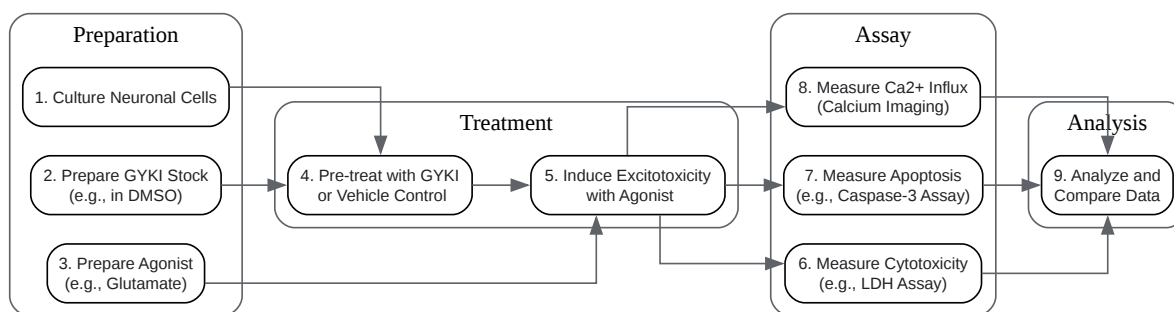 Preparation
1. Culture Neuronal Cells
2. Prepare GYKI Stock
(e.g., in DMSO)
3. Prepare Agonist
(e.g., Glutamate)
Treatment
4. Pre-treat with GYKI
or Vehicle Control
5. Induce Excitotoxicity
with Agonist
Assay
8. Measure Ca2+ Influx
(Calcium Imaging)
7. Measure Apoptosis
(e.g., Caspase-3 Assay)
6. Measure Cytotoxicity
(e.g., LDH Assay)
Analysis
9. Analyze and
Compare Data